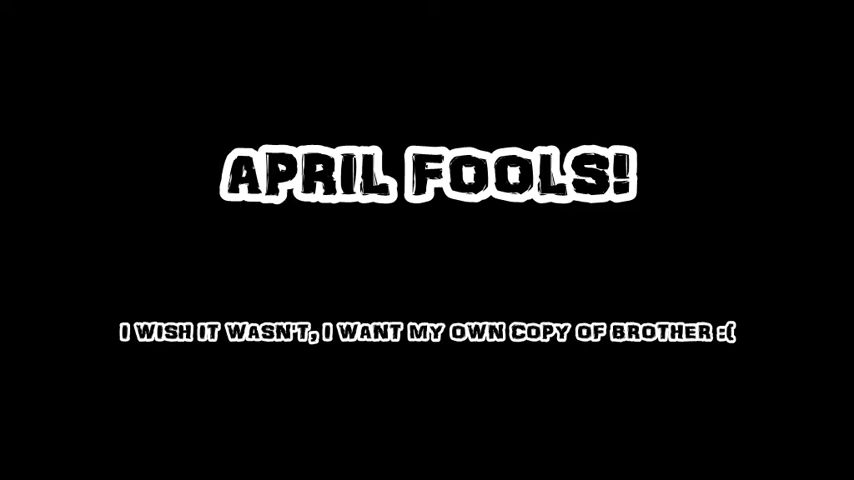 APRIL FOOLS!
I WISH IT WASN'T, I WANT MY OWN COPY OF BROTHER :(